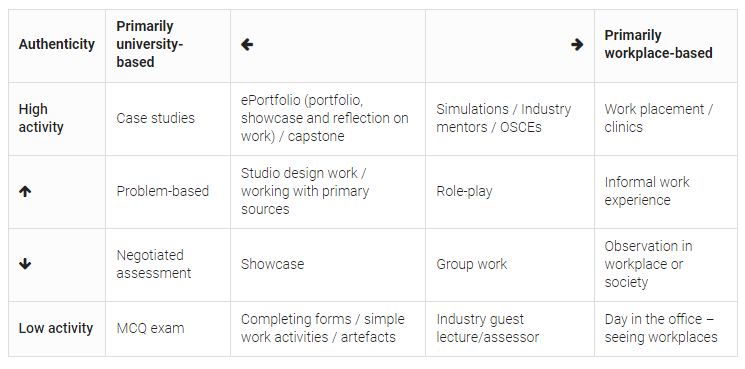 Authenticity
Primarily
university-
based
←
→
Primarily
workplace-based
High
activity
Case studies
ePortfolio (portfolio,
showcase and reflection on
work) / capstone
Simulations / Industry
mentors / OSCEs
Work placement /
clinics
↑
Problem-based
Studio design work /
working with primary
sources
Role-play
Informal work
experience
↓
Negotiated
assessment
Showcase
Group work
Observation in
workplace or
society
Low activity
MCQ exam
Completing forms / simple
work activities / artefacts
Industry guest
lecture/assessor
Day in the office –
seeing workplaces